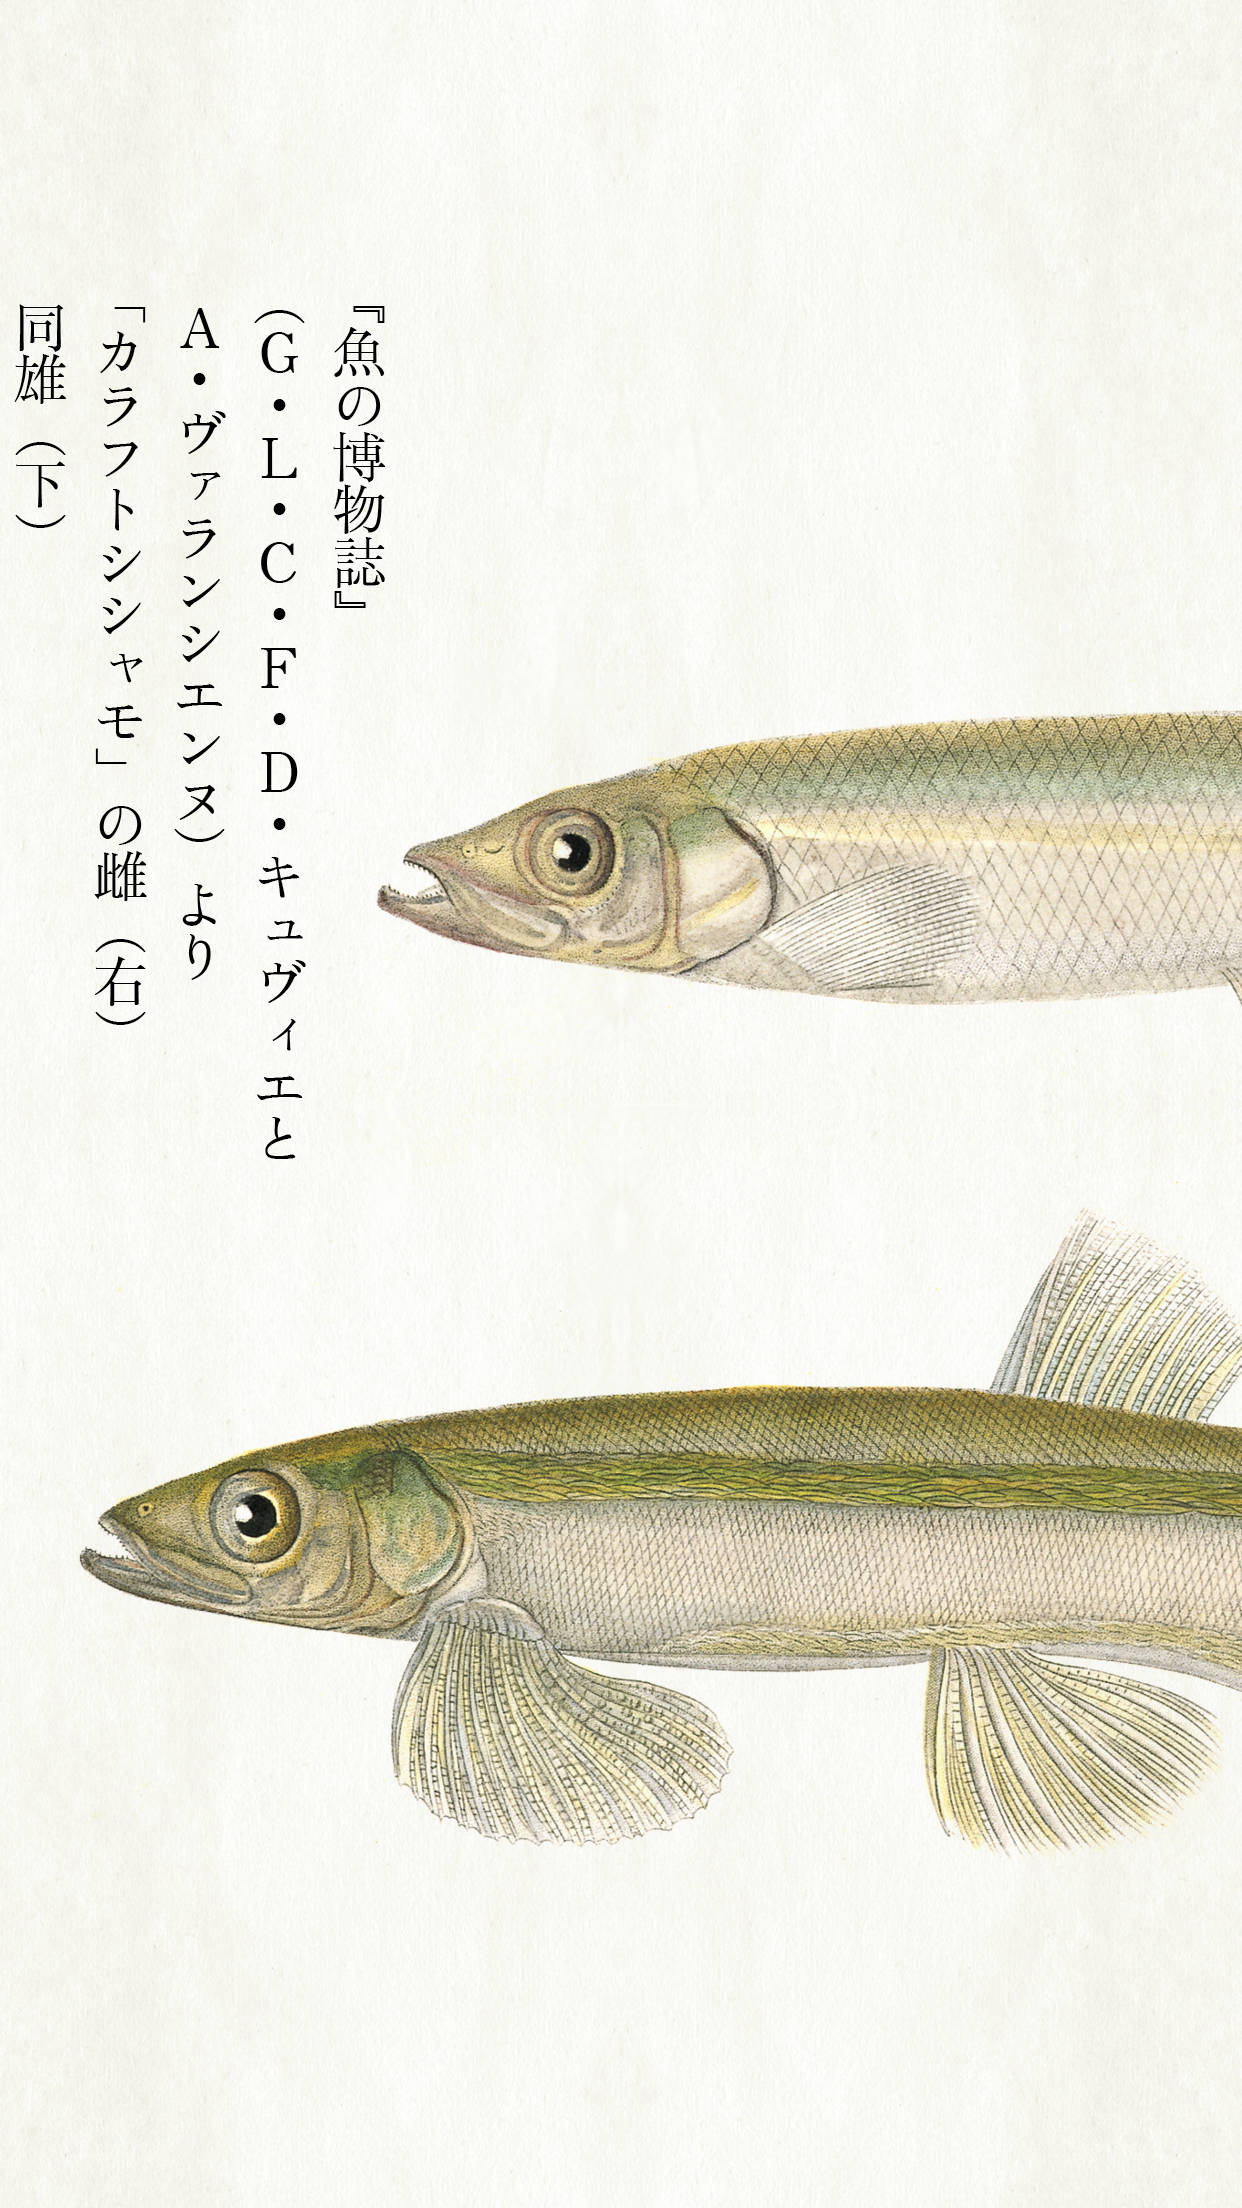 『魚の博物誌』
（G・L・C・F・D・キュヴィエと
A・ヴァランシエンヌ）より
「カラフトシシャモ」の雌（右）
同雄（下）